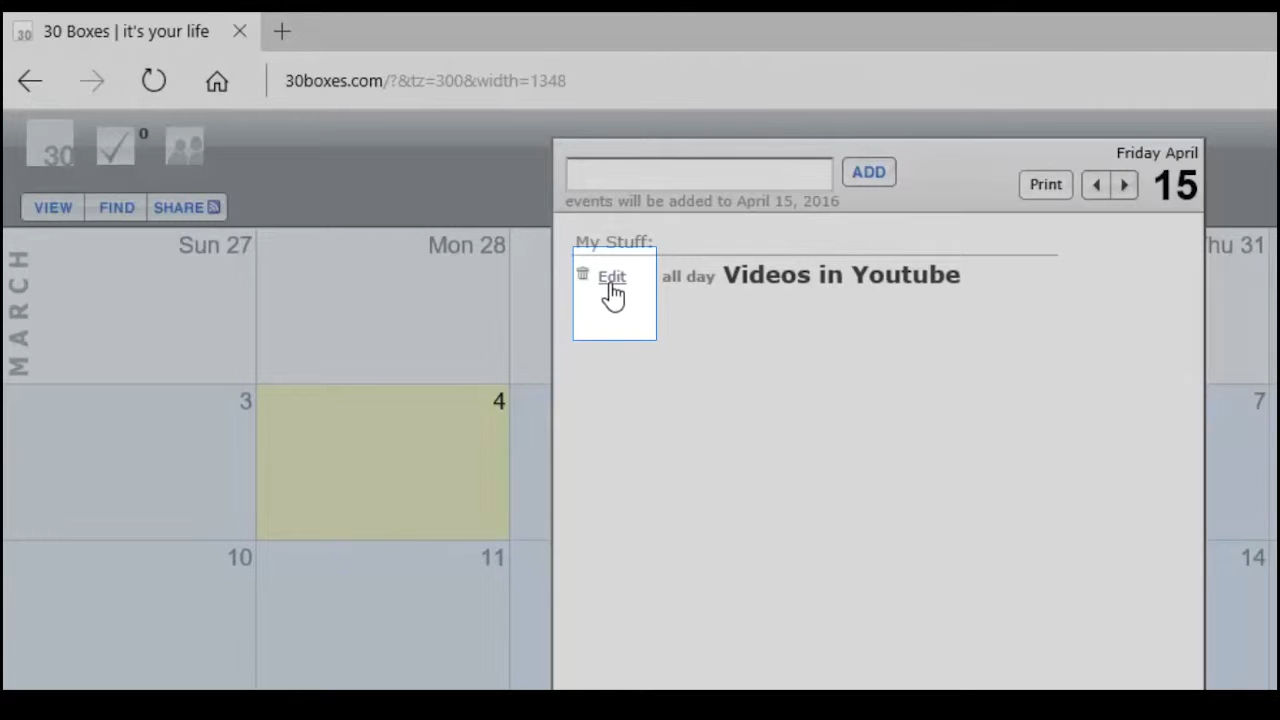 30 30 Boxes | it's your life
30boxes.com/?&tz=300&width=1348
30
0
VIEW FIND SHARE
Friday April
15
Print
ADD
events will be added to April 15, 2016
My Stuff:
Edit all day Videos in Youtube
MARCH
Sun 27 Mon 28 hu 31
3 4 7
10 11 14